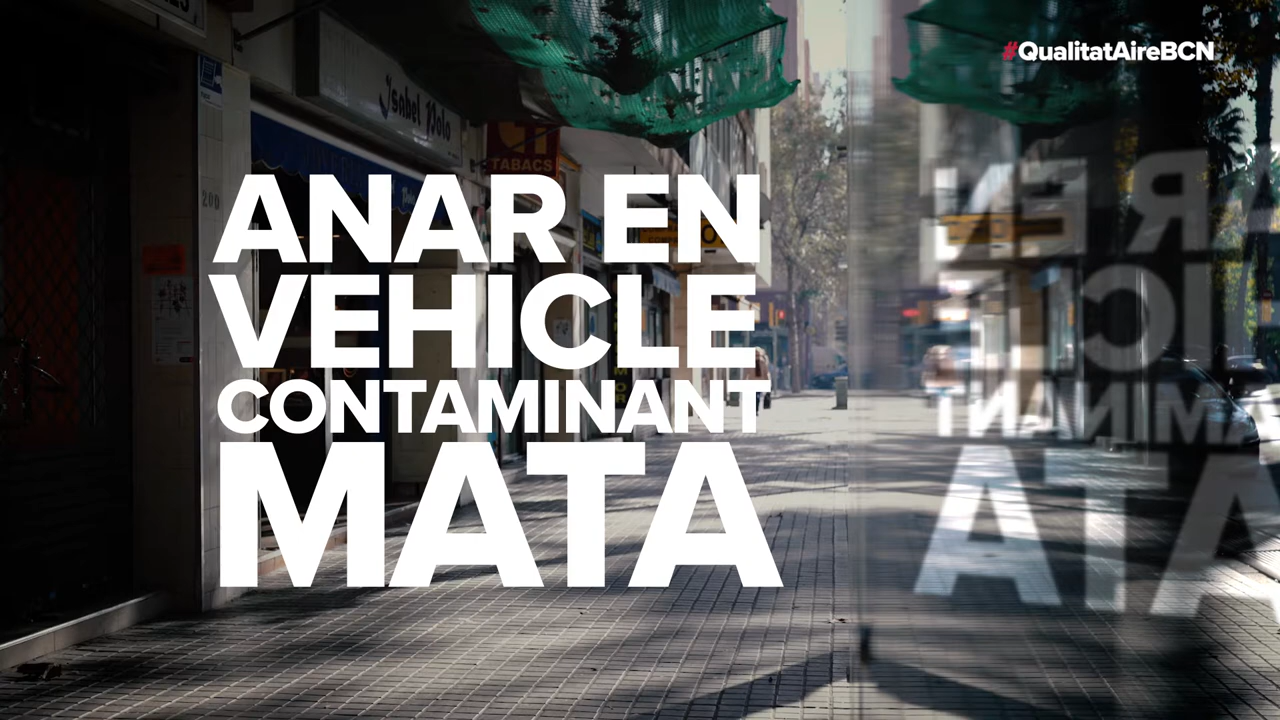 #QualitatAireBCN
Isabel Polo
TABACS
200
ANAR EN
VEHICLE
CONTAMINANT
MATA